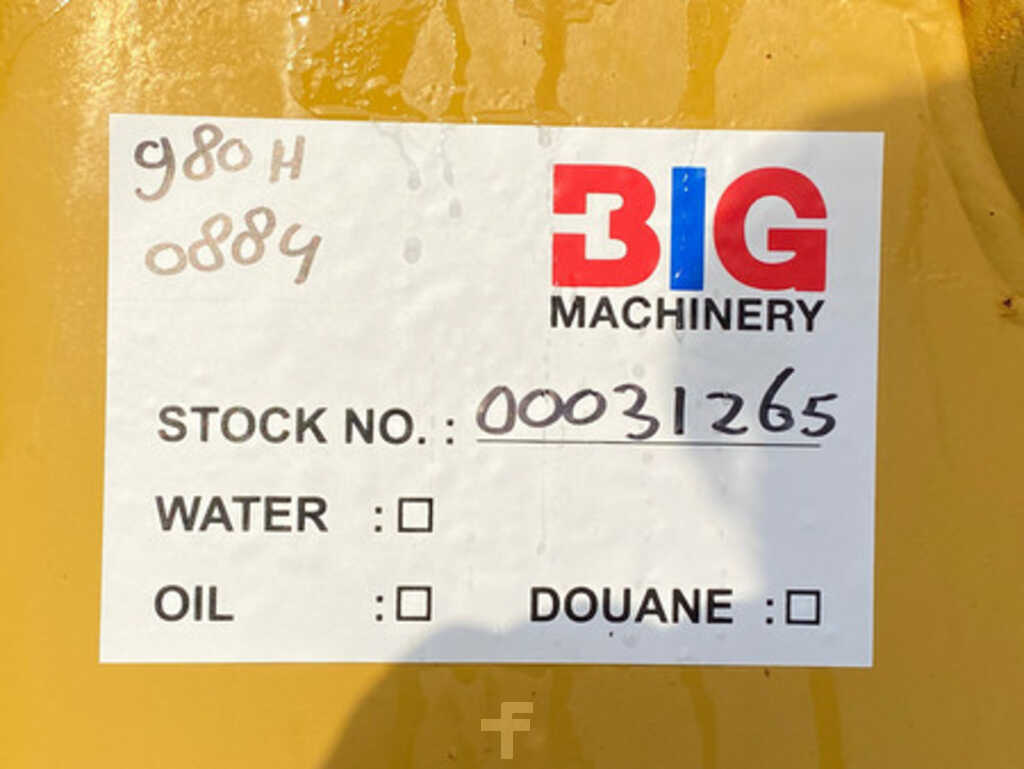 980H
0884
BIG
MACHINERY
STOCK NO. : 00031265
WATER : □
OIL : □ DOUANE : □